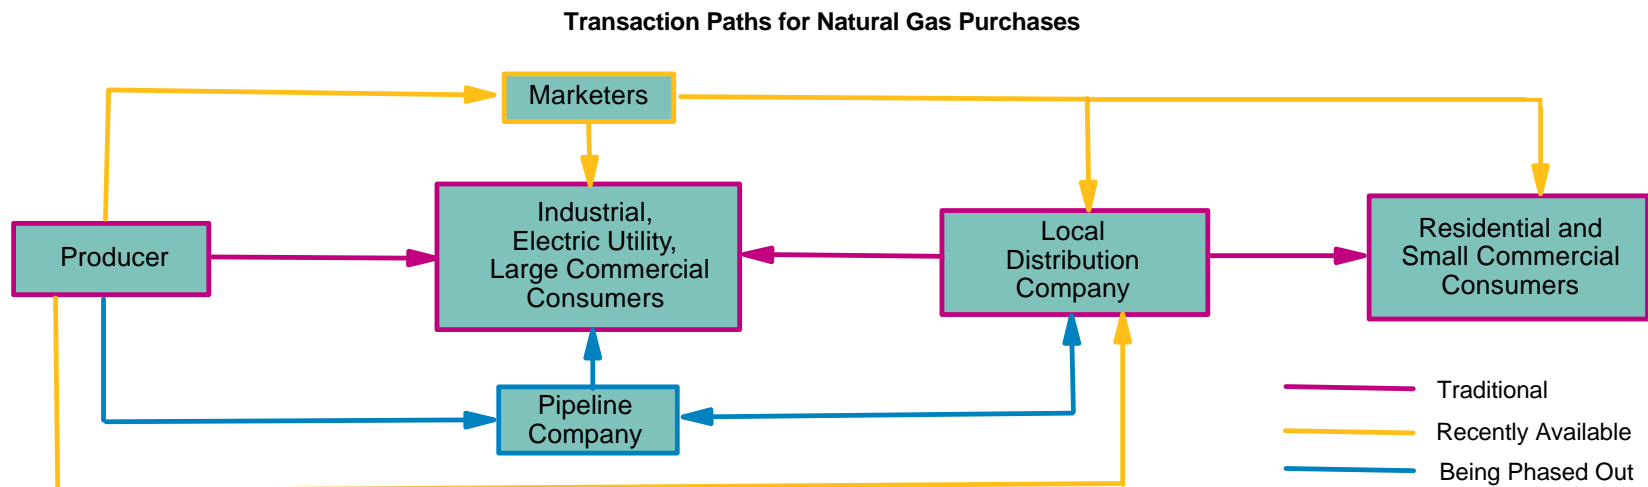 Transaction Paths for Natural Gas Purchases
Marketers
Producer
Industrial,
Electric Utility,
Large Commercial
Consumers
Local
Distribution
Company
Residential and
Small Commercial
Consumers
Pipeline
Company
Traditional
Recently Available
Being Phased Out